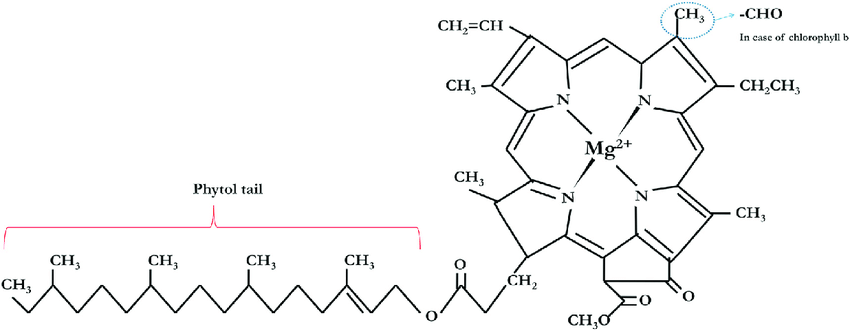 CH₃
-CHO
CH₂=CH
In case of chlorophyll b
CH₃
N
N
CH₂CH₃
Mg²⁺
Phytol tail
CH₃
N
N
CH₃
CH₃
CH₃
CH₃
CH₃
CH₃
O
CH₂
O
O
O
CH₃O